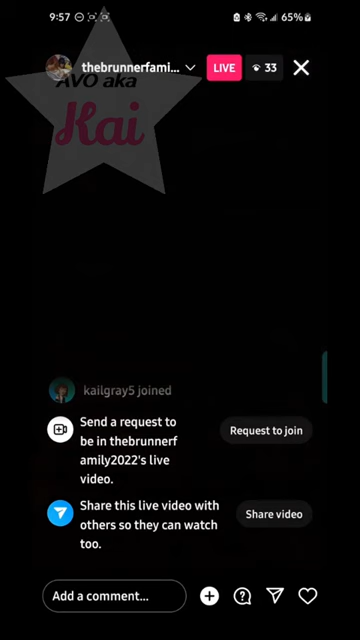 9:57
65%
thebrunnerfami...
LIVE
33
AVO aka
Kai
kailgray5 joined
Send a request to
be in thebrunnerf
amily2022's live
video.
Request to join
Share this live video with
others so they can watch
too.
Share video
Add a comment...